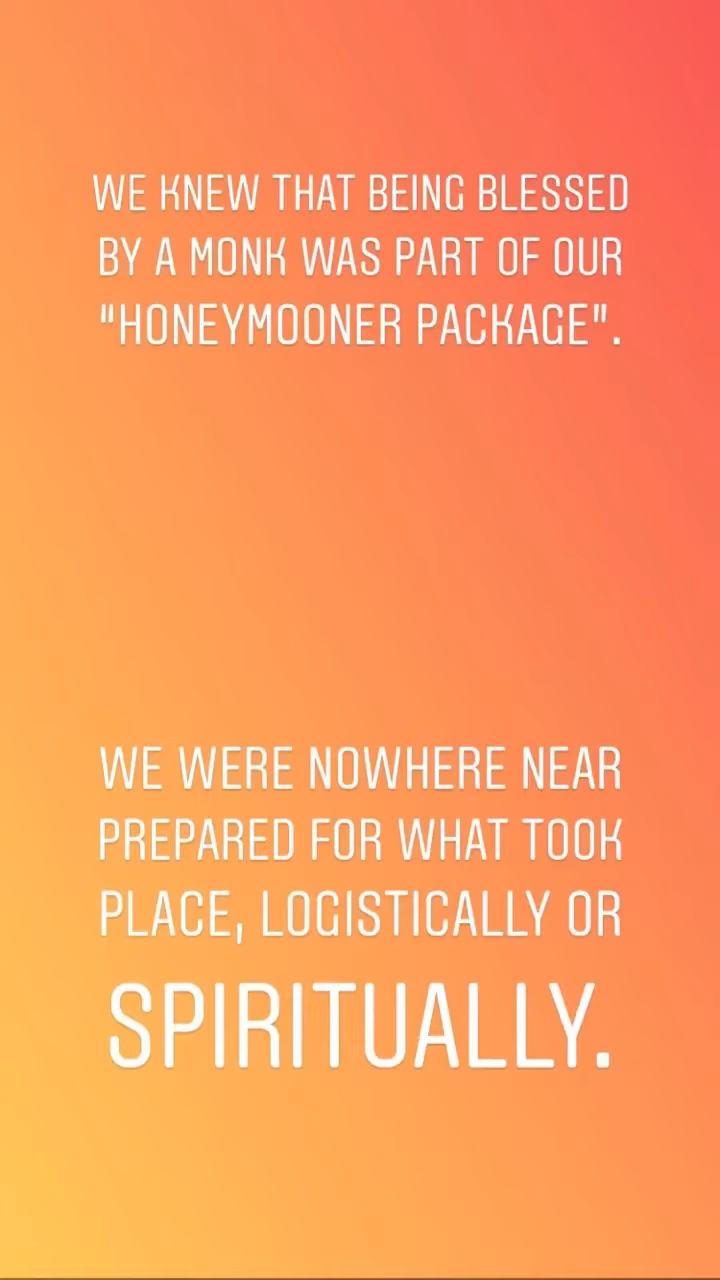 WE KNEW THAT BEING BLESSED
BY A MONK WAS PART OF OUR
"HONEYMOONER PACKAGE".
WE WERE NOWHERE NEAR
PREPARED FOR WHAT TOOK
PLACE, LOGISTICALLY OR
SPIRITUALLY.